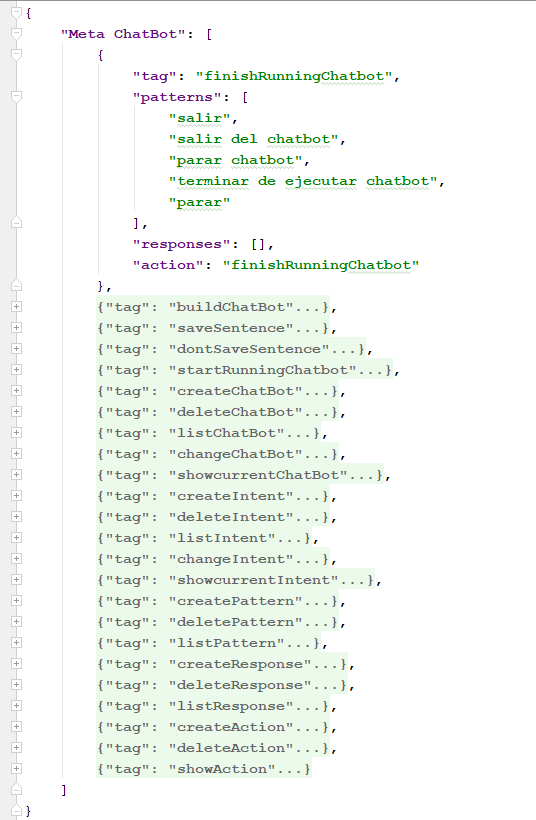 {
"Meta ChatBot": [
{
"tag": "finishRunningChatbot",
"patterns": [
"salir",
"salir del chatbot",
"parar chatbot",
"terminar de ejecutar chatbot",
"parar"
],
"responses": [],
"action": "finishRunningChatbot"
},
{"tag": "buildChatBot"...},
{"tag": "saveSentence"...},
{"tag": "dontSaveSentence"...},
{"tag": "startRunningChatbot"...},
{"tag": "createChatBot"...},
{"tag": "deleteChatBot"...},
{"tag": "listChatBot"...},
{"tag": "changeChatBot"...},
{"tag": "showcurrentChatBot"...},
{"tag": "createIntent"...},
{"tag": "deleteIntent"...},
{"tag": "listIntent"...},
{"tag": "changeIntent"...},
{"tag": "showcurrentIntent"...},
{"tag": "createPattern"...},
{"tag": "deletePattern"...},
{"tag": "listPattern"...},
{"tag": "createResponse"...},
{"tag": "deleteResponse"...},
{"tag": "listResponse"...},
{"tag": "createAction"...},
{"tag": "deleteAction"...},
{"tag": "showAction"...}
]
}